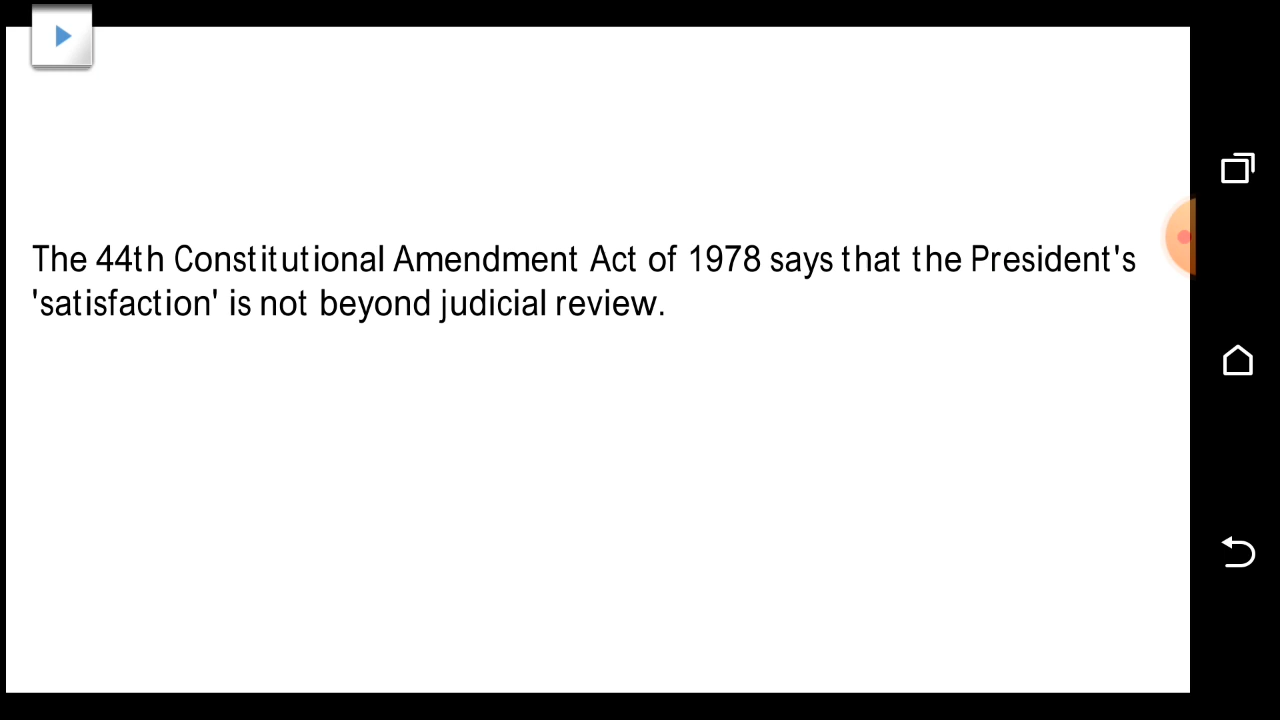 The 44th Constitutional Amendment Act of 1978 says that the President's
'satisfaction' is not beyond judicial review.